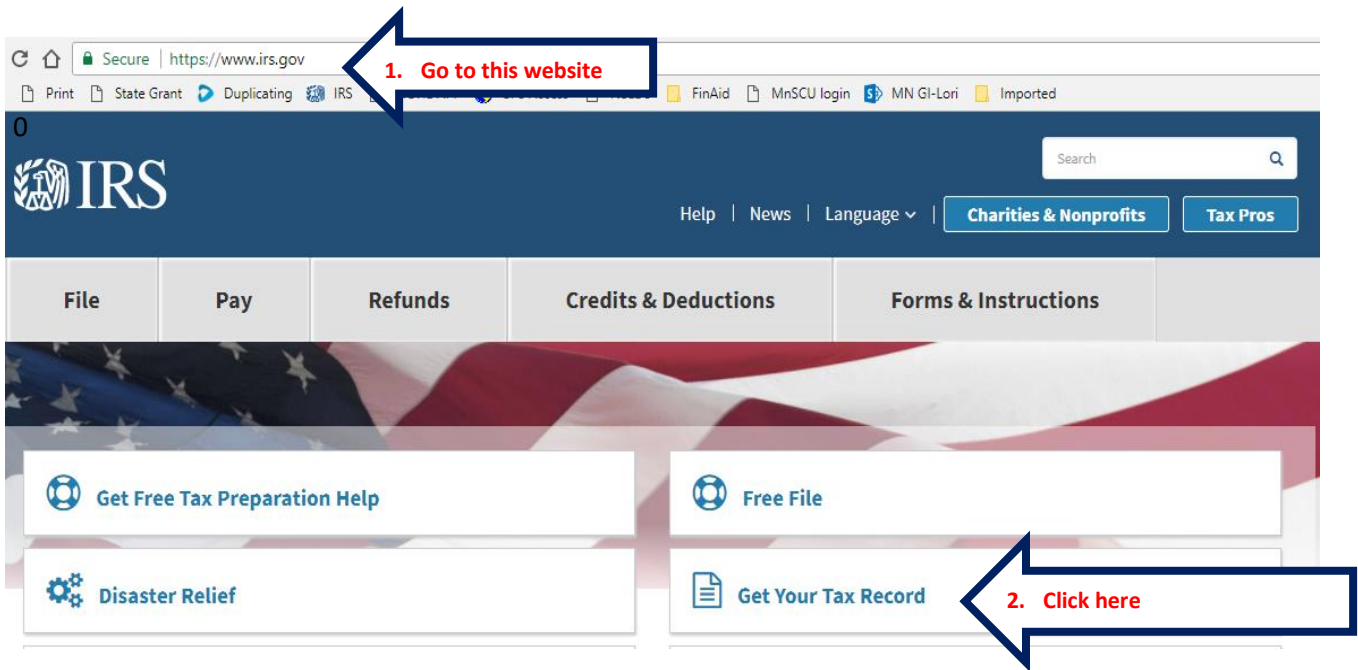 Secure | https://www.irs.gov
1. Go to this website
Print State Grant Duplicating IRS FinAid MnSCU login MN GI-Lori Imported
0
IRS
Search
Help | News | Language | Charities & Nonprofits Tax Pros
File Pay Refunds Credits & Deductions Forms & Instructions
Get Free Tax Preparation Help Free File
Disaster Relief Get Your Tax Record
2. Click here